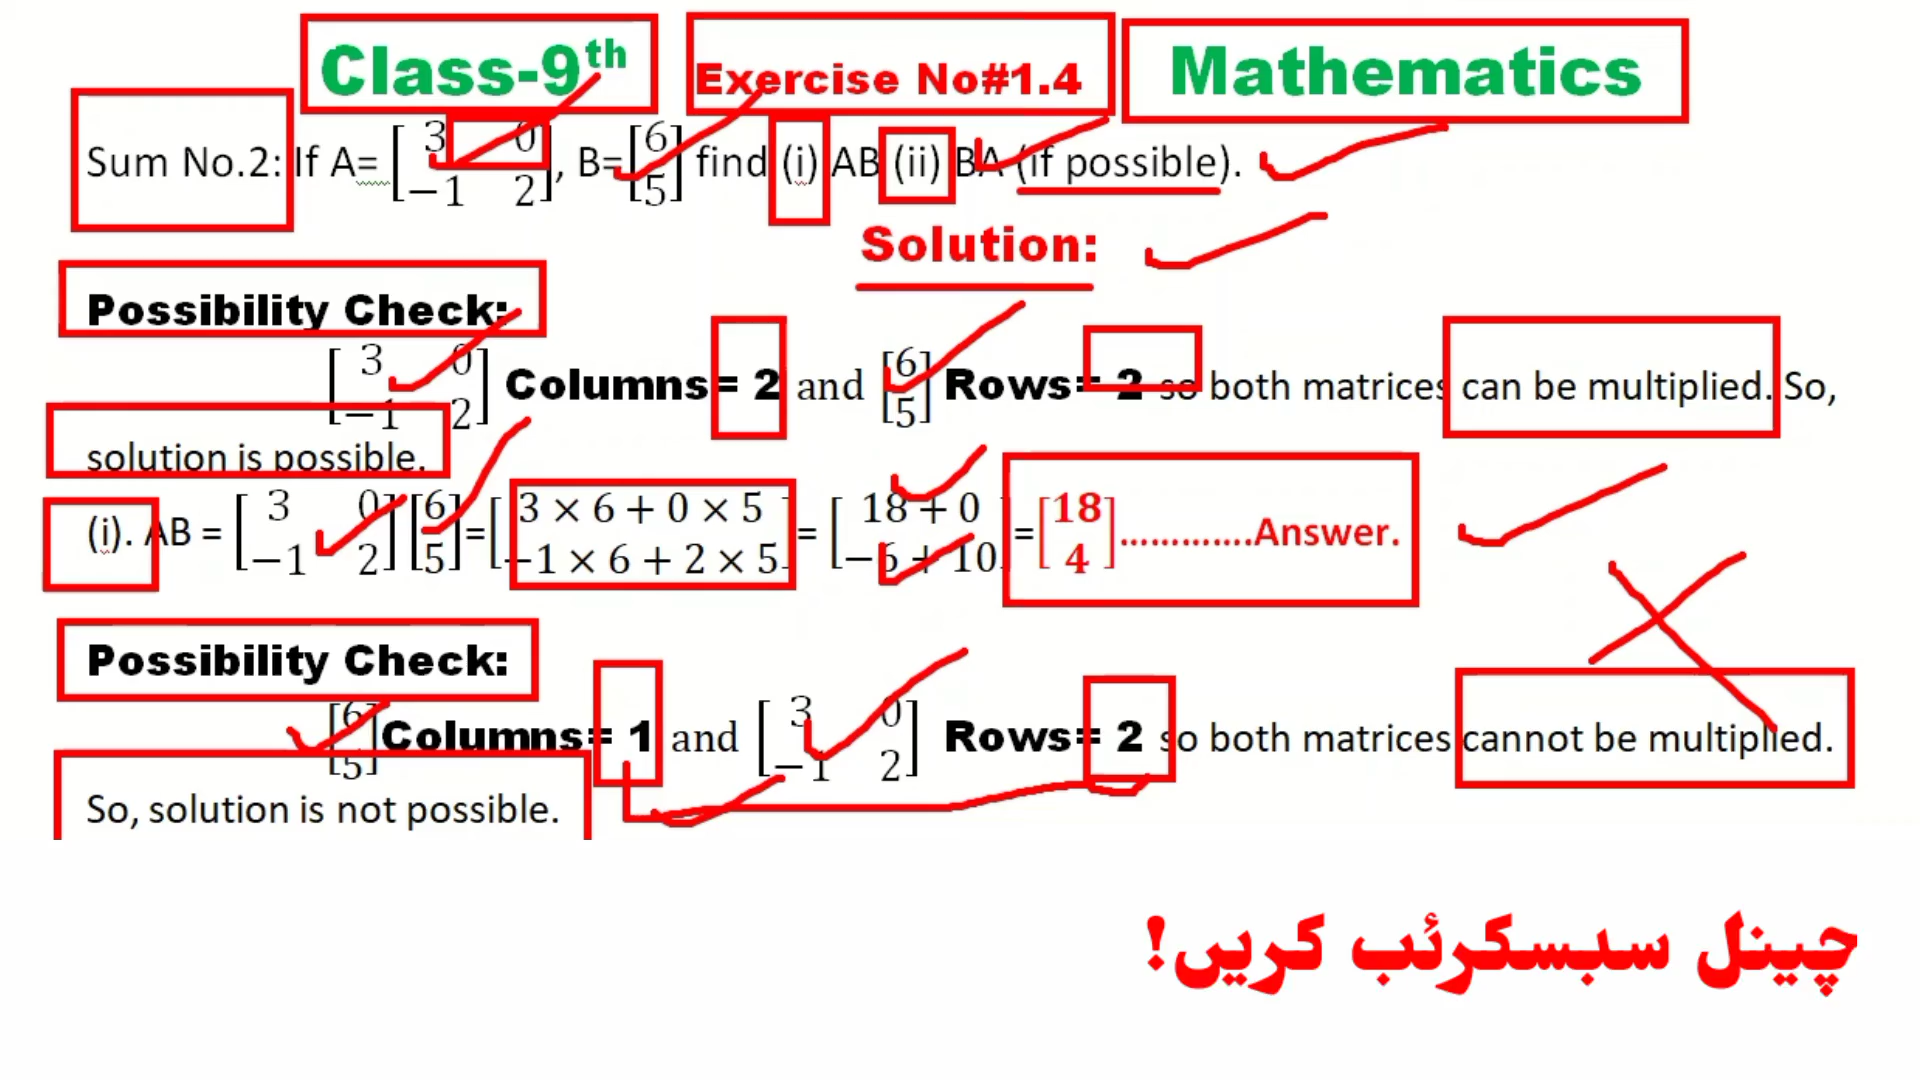 Class-9th Exercise No#1.4 Mathematics
Sum No.2: If A= [3 0; −1 2], B=[6; 5] find (i) AB (ii) BA (if possible).
Solution:
Possibility Check:
[3 0; −1 2] Columns= 2 and [6; 5] Rows= 2 so both matrices can be multiplied. So,
solution is possible.
(i). AB = [3 0; −1 2] [6; 5] = [3 × 6 + 0 × 5; −1 × 6 + 2 × 5] = [18 + 0; −6 + 10] = [18; 4] .............Answer.
Possibility Check:
[6; 5] Columns= 1 and [3 0; −1 2] Rows= 2 so both matrices cannot be multiplied.
So, solution is not possible.
چینل سبسکرئب کریں!